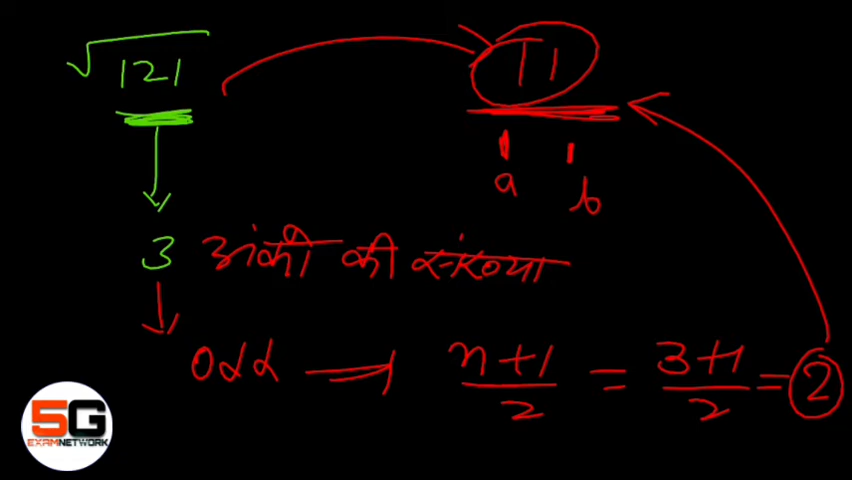 √121 11
a b
3 अंको की संख्या
odd ⟹ n+1/2 = 3+1/2 = 2
5G
EXAMNETWORK